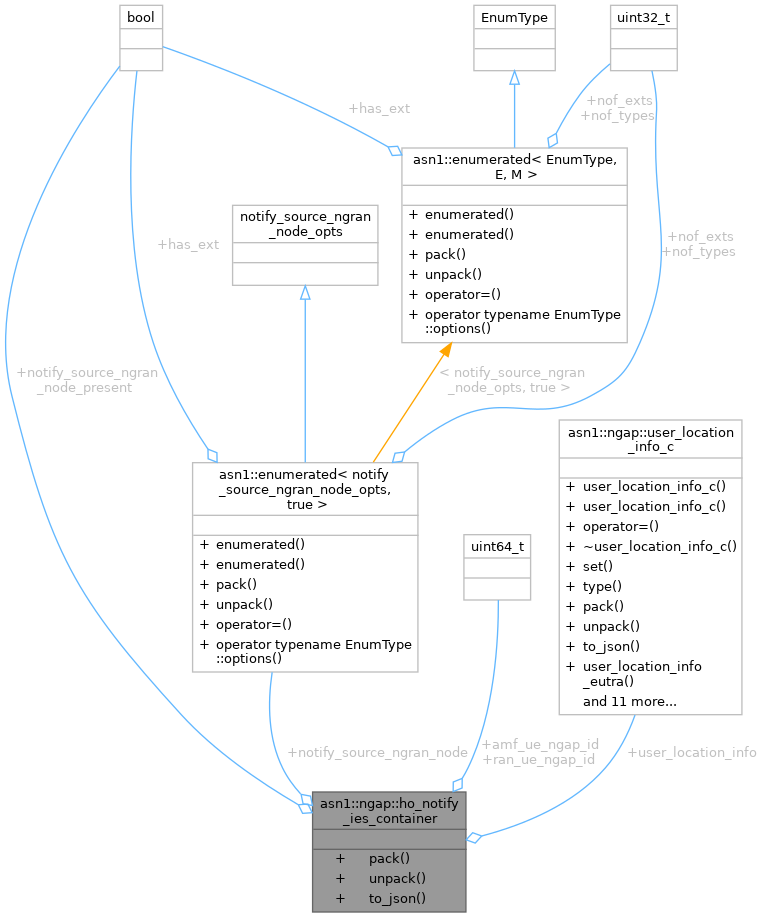 bool
EnumType
uint32_t
+has_ext
+nof_exts
+nof_types
asn1::enumerated< EnumType,
E, M >
+ enumerated()
+ enumerated()
+ pack()
+ unpack()
+ operator=()
+ operator typename EnumType
::options()
notify_source_ngran
_node_opts
+has_ext
+nof_exts
+nof_types
+notify_source_ngran
_node_present
< notify_source_ngran
_node_opts, true >
asn1::ngap::user_location
_info_c
+ user_location_info_c()
+ user_location_info_c()
+ operator=()
+ ~user_location_info_c()
+ set()
+ type()
+ pack()
+ unpack()
+ to_json()
+ user_location_info
_eutra()
and 11 more...
asn1::enumerated< notify
_source_ngran_node_opts,
true >
+ enumerated()
+ enumerated()
+ pack()
+ unpack()
+ operator=()
+ operator typename EnumType
::options()
uint64_t
+notify_source_ngran_node
+amf_ue_ngap_id
+ran_ue_ngap_id
+user_location_info
asn1::ngap::ho_notify
_ies_container
+ pack()
+ unpack()
+ to_json()